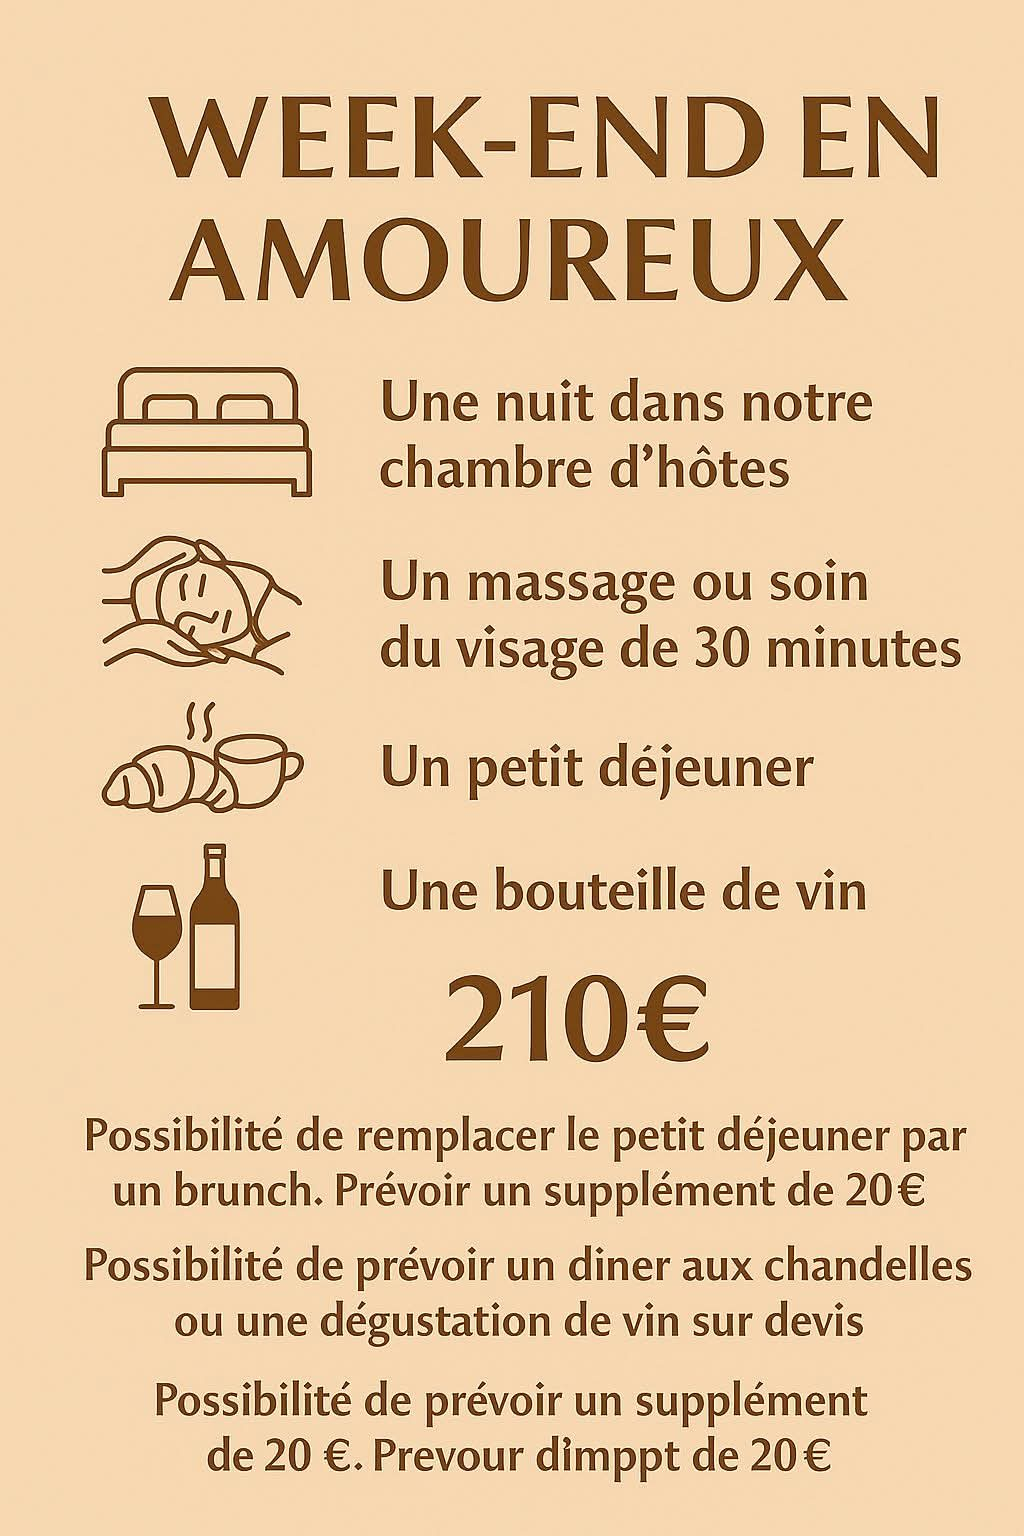 WEEK-END EN
AMOUREUX
Une nuit dans notre
chambre d’hôtes
Un massage ou soin
du visage de 30 minutes
Un petit déjeuner
Une bouteille de vin
210€
Possibilité de remplacer le petit déjeuner par
un brunch. Prévoir un supplément de 20€
Possibilité de prévoir un diner aux chandelles
ou une dégustation de vin sur devis
Possibilité de prévoir un supplément
de 20 €. Prevour dîmppt de 20€